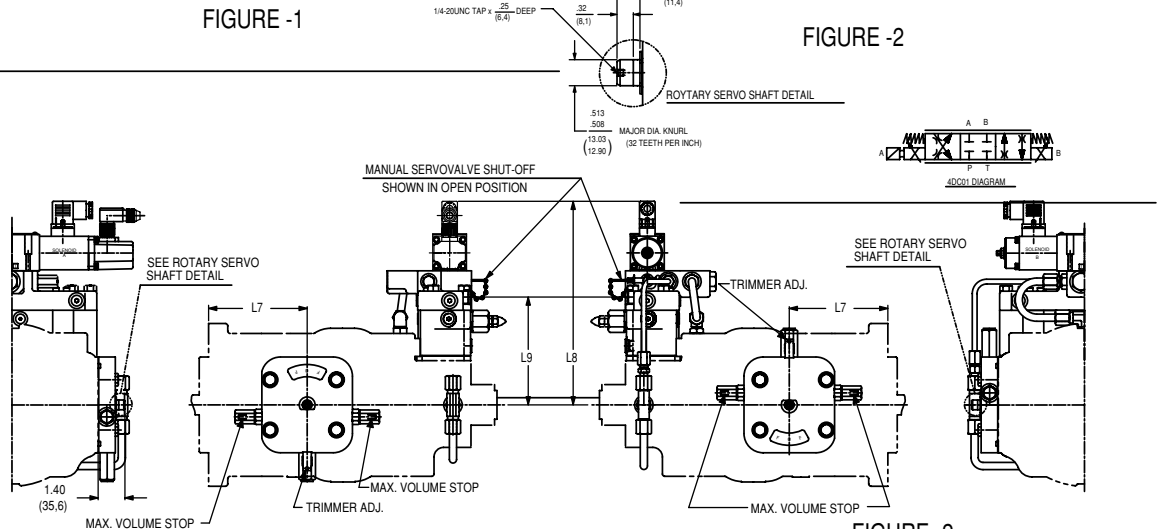 FIGURE -1
1/4-20UNC TAP x .25 (6,4) DEEP
.32
(8,1)
(11,4)
FIGURE -2
ROYTARY SERVO SHAFT DETAIL
.513
.508
(13.03
12.90)
MAJOR DIA. KNURL
(32 TEETH PER INCH)
A B
A
B
P T
4DC01 DIAGRAM
MANUAL SERVOVALVE SHUT-OFF
SHOWN IN OPEN POSITION
SOLENOID
A
SEE ROTARY SERVO
SHAFT DETAIL
L7
L9
L8
TRIMMER ADJ.
L7
SEE ROTARY SERVO
SHAFT DETAIL
SOLENOID
B
1.40
(35,6)
MAX. VOLUME STOP
TRIMMER ADJ.
MAX. VOLUME STOP
MAX. VOLUME STOP